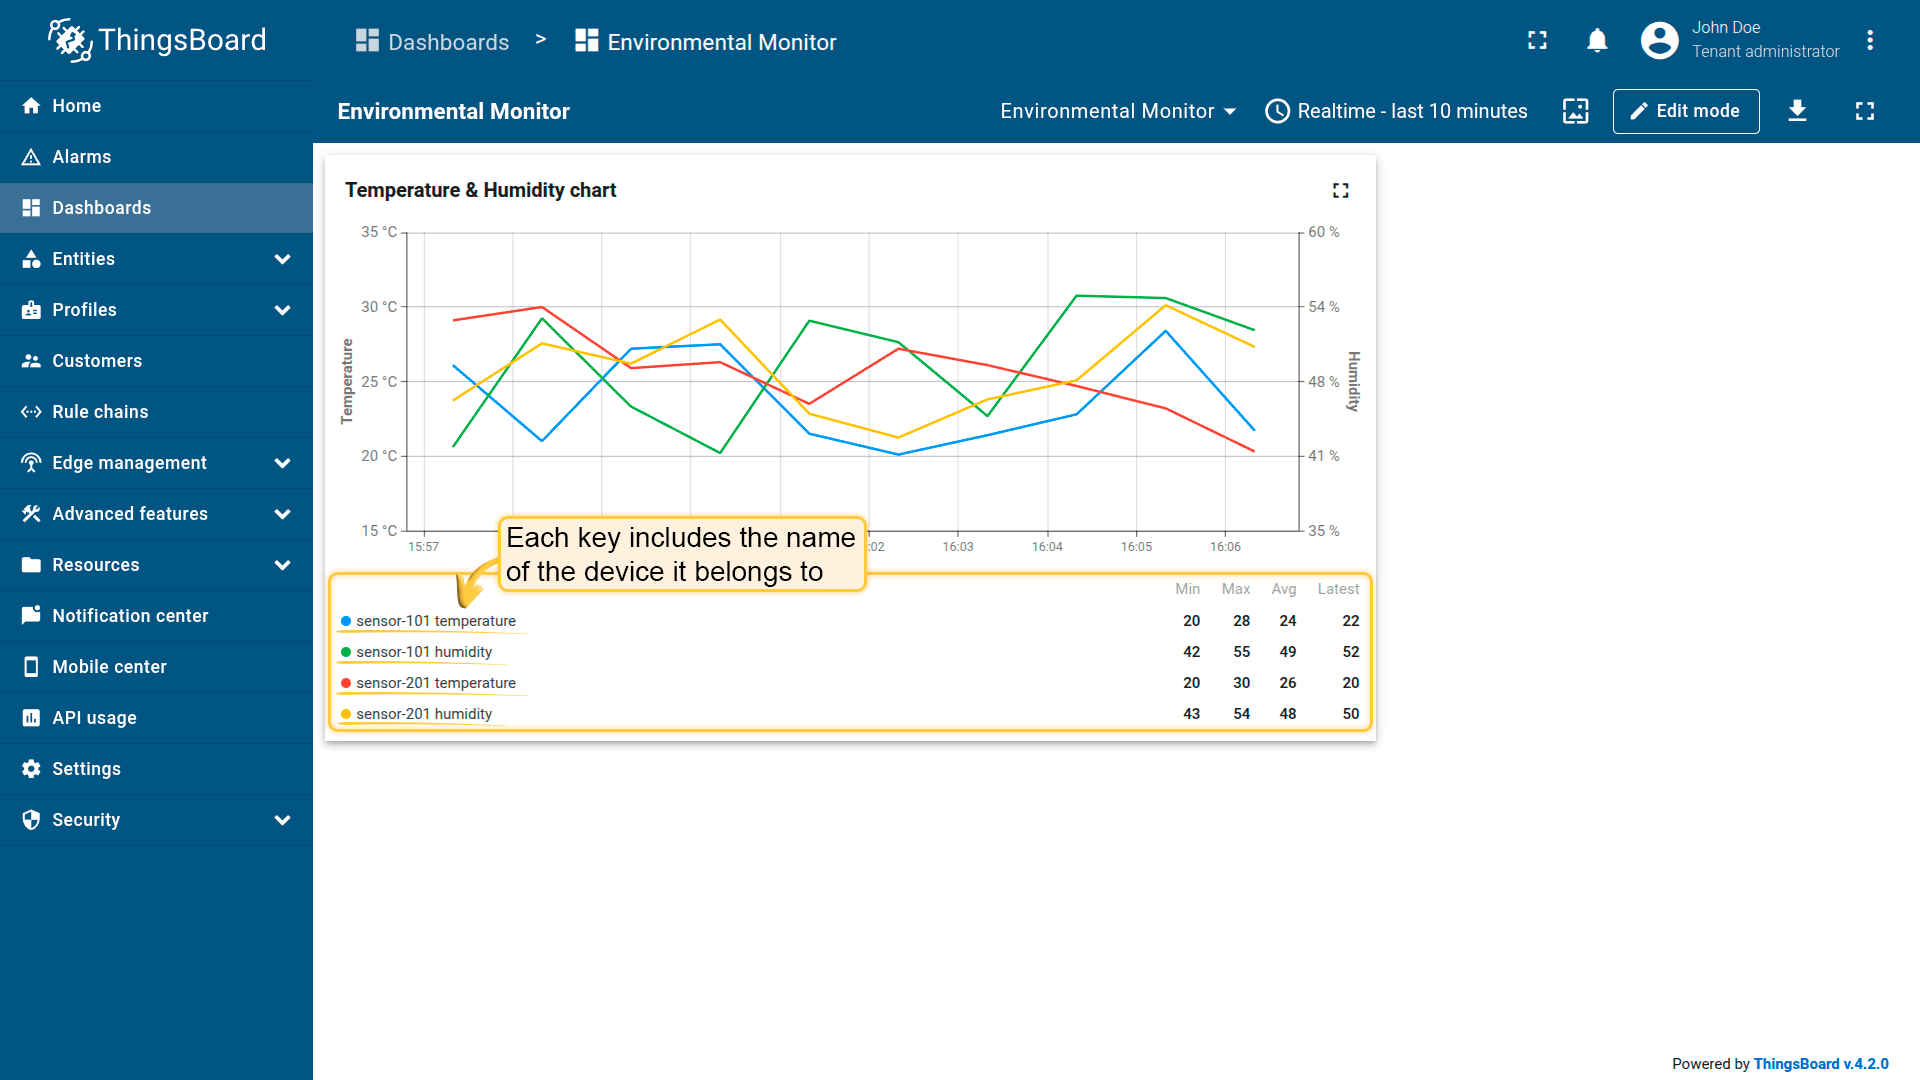 ThingsBoard
Dashboards > Environmental Monitor
John Doe
Tenant administrator
Environmental Monitor
Environmental Monitor
Realtime - last 10 minutes
Edit mode
Home
Alarms
Dashboards
Entities
Profiles
Customers
Rule chains
Edge management
Advanced features
Resources
Notification center
Mobile center
API usage
Settings
Security
Temperature & Humidity chart
35 °C
30 °C
25 °C
20 °C
15 °C
Temperature
60 %
54 %
48 %
41 %
35 %
Humidity
15:57 :02 16:03 16:04 16:05 16:06
Each key includes the name
of the device it belongs to
Min Max Avg Latest
sensor-101 temperature 20 28 24 22
sensor-101 humidity 42 55 49 52
sensor-201 temperature 20 30 26 20
sensor-201 humidity 43 54 48 50
Powered by ThingsBoard v.4.2.0